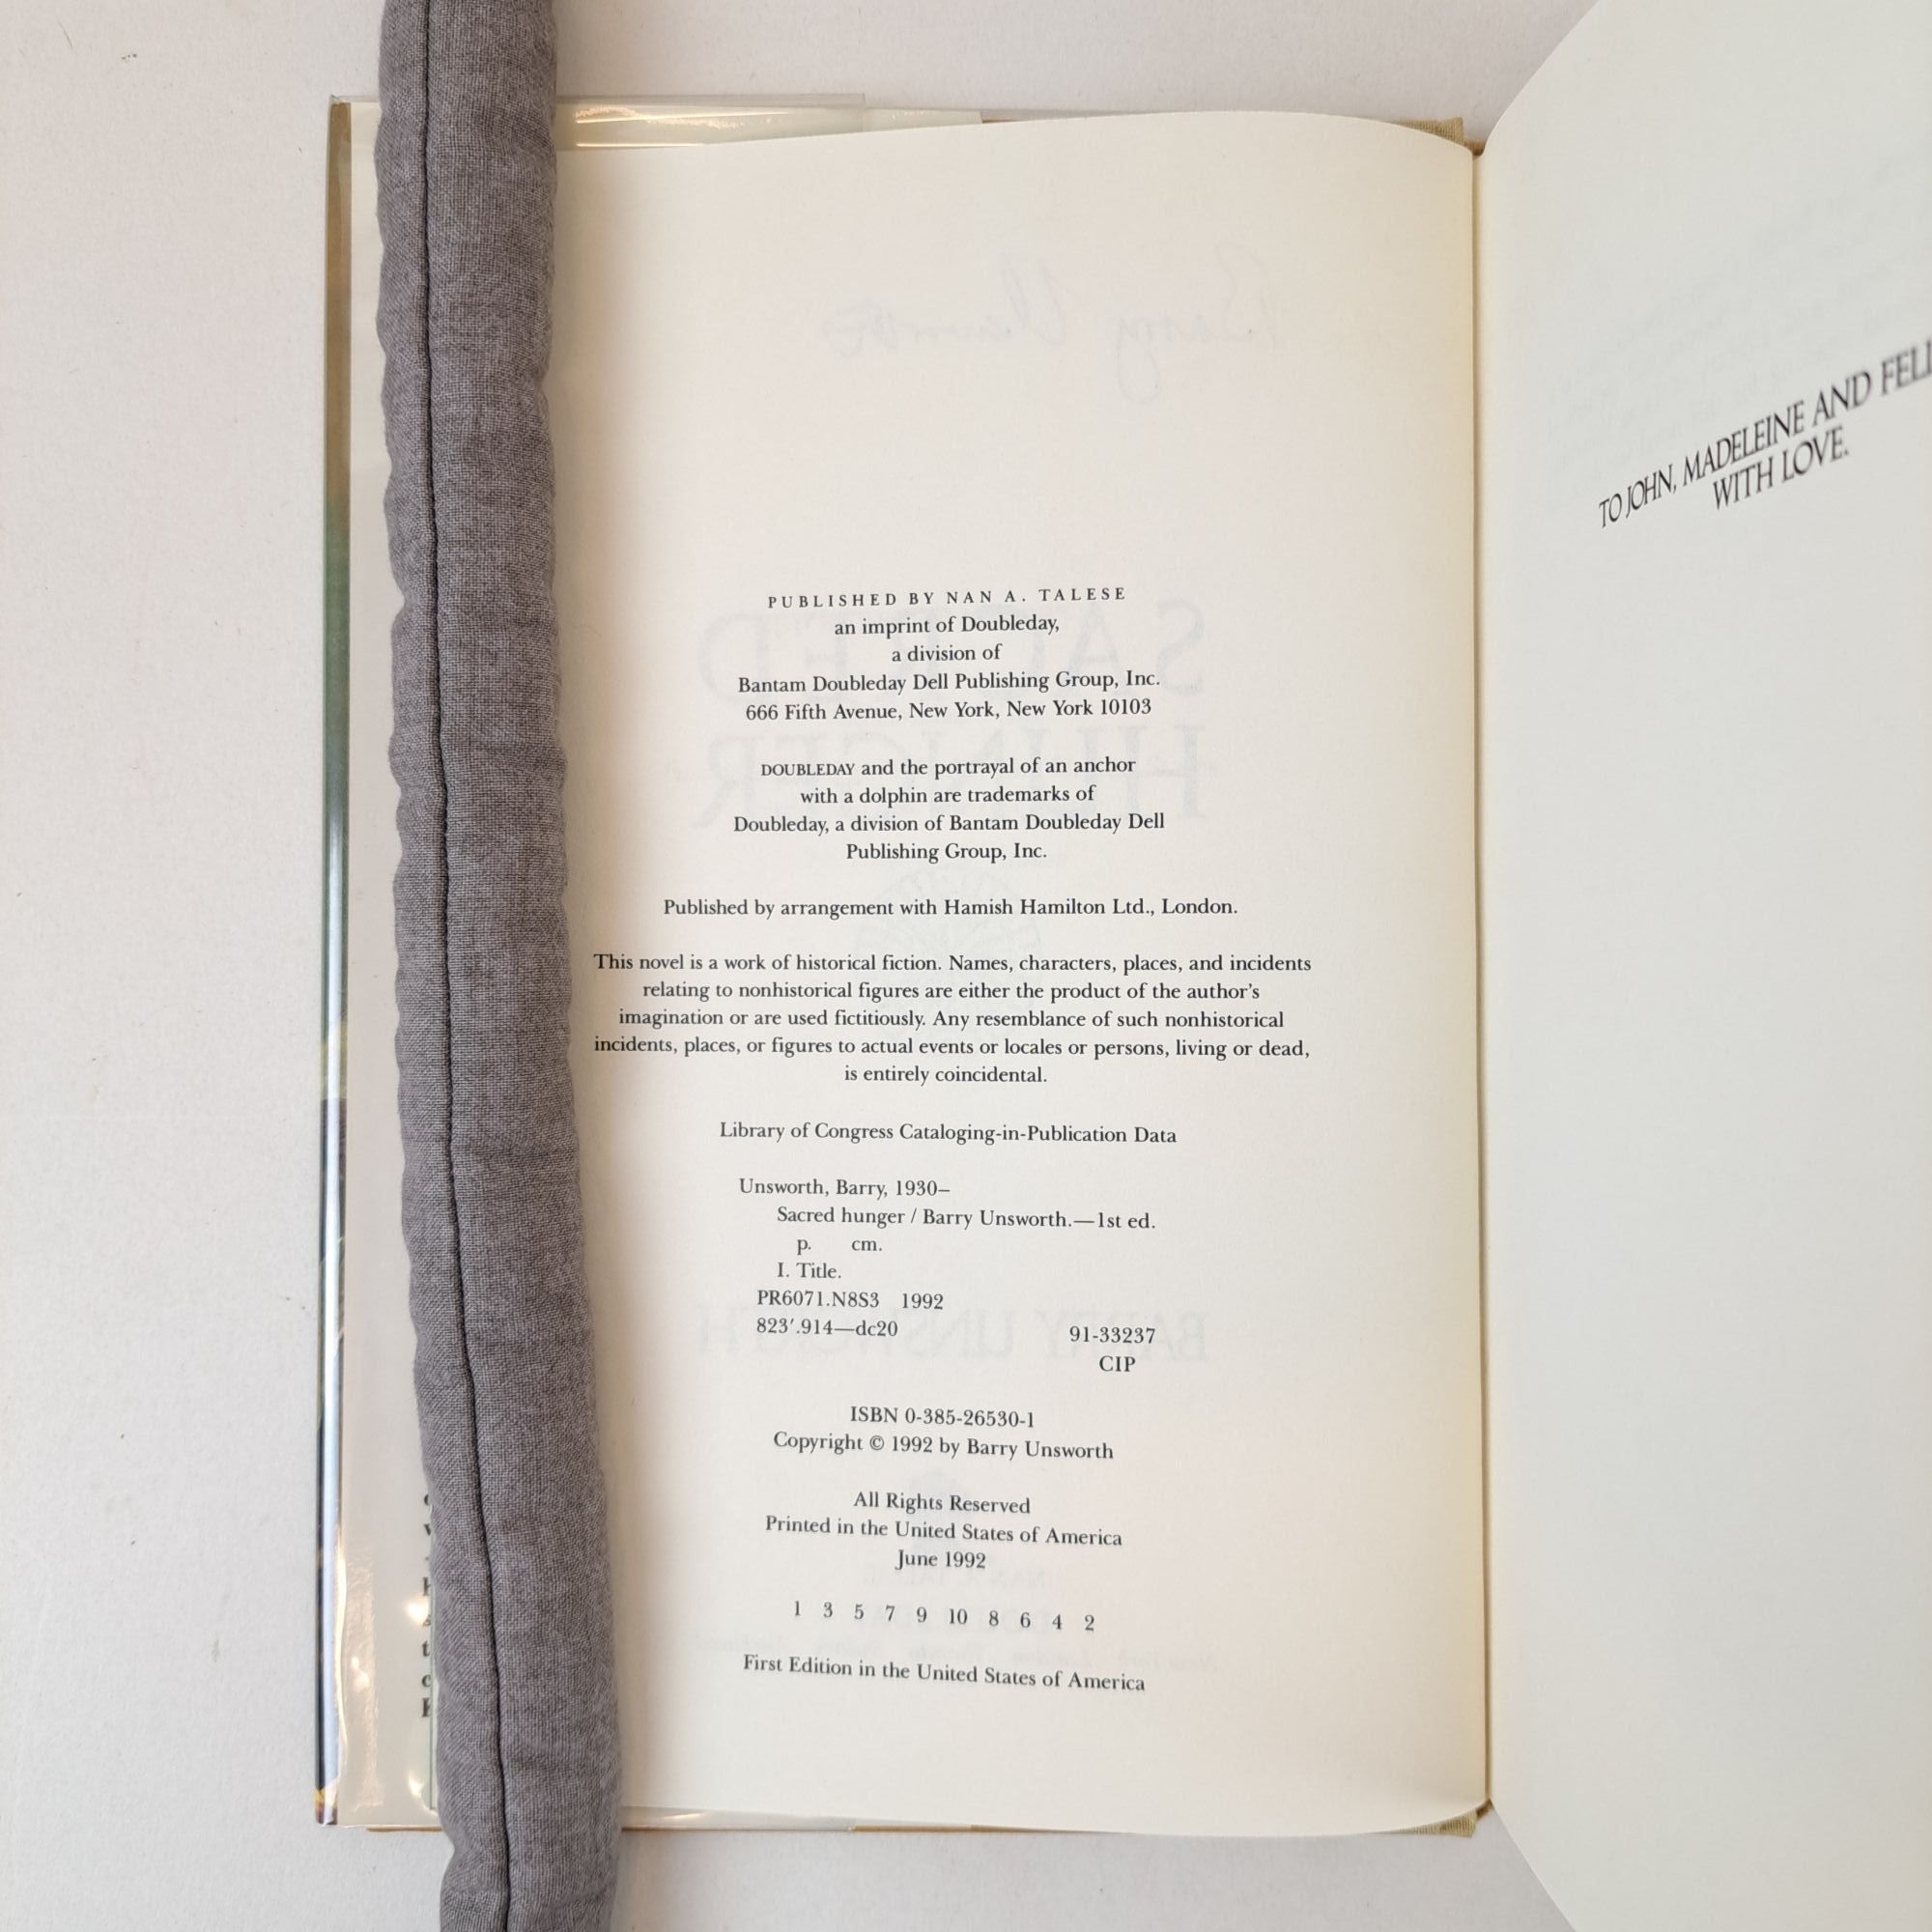 PUBLISHED BY NAN A. TALESE
an imprint of Doubleday,
a division of
Bantam Doubleday Dell Publishing Group, Inc.
666 Fifth Avenue, New York, New York 10103
DOUBLEDAY and the portrayal of an anchor
with a dolphin are trademarks of
Doubleday, a division of Bantam Doubleday Dell
Publishing Group, Inc.
Published by arrangement with Hamish Hamilton Ltd., London.
This novel is a work of historical fiction. Names, characters, places, and incidents
relating to nonhistorical figures are either the product of the author's
imagination or are used fictitiously. Any resemblance of such nonhistorical
incidents, places, or figures to actual events or locales or persons, living or dead,
is entirely coincidental.
Library of Congress Cataloging-in-Publication Data
Unsworth, Barry, 1930–
Sacred hunger / Barry Unsworth.—1st ed.
p. cm.
I. Title.
PR6071.N8S3 1992
823′.914—dc20 91-33237
CIP
ISBN 0-385-26530-1
Copyright © 1992 by Barry Unsworth
All Rights Reserved
Printed in the United States of America
June 1992
1 3 5 7 9 10 8 6 4 2
First Edition in the United States of America
TO JOHN, MADELEINE AND
WITH LOVE.